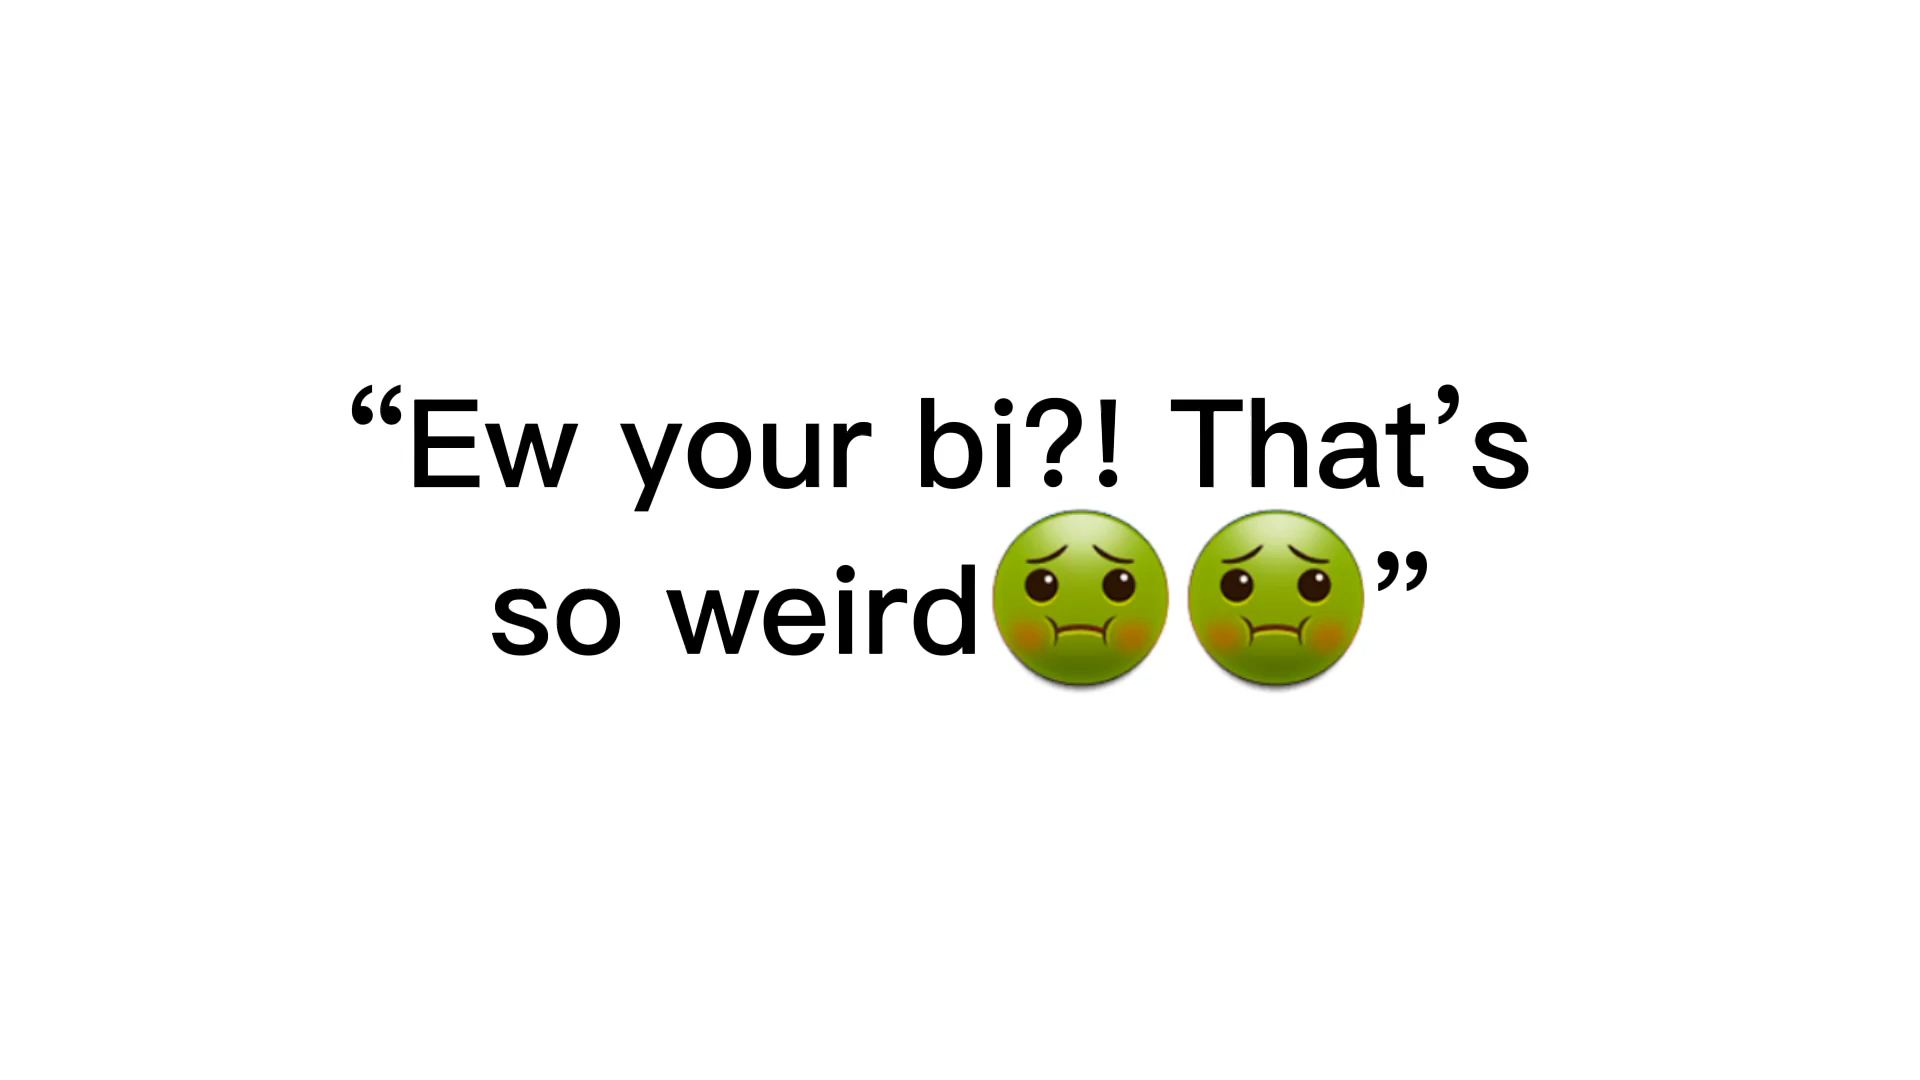 “Ew your bi?! That’s
so weird🤢🤢”